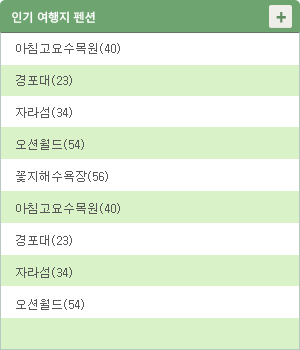 인기 여행지 펜션
+
아침고요수목원(40)
경포대(23)
자라섬(34)
오션월드(54)
꽃지해수욕장(56)
아침고요수목원(40)
경포대(23)
자라섬(34)
오션월드(54)